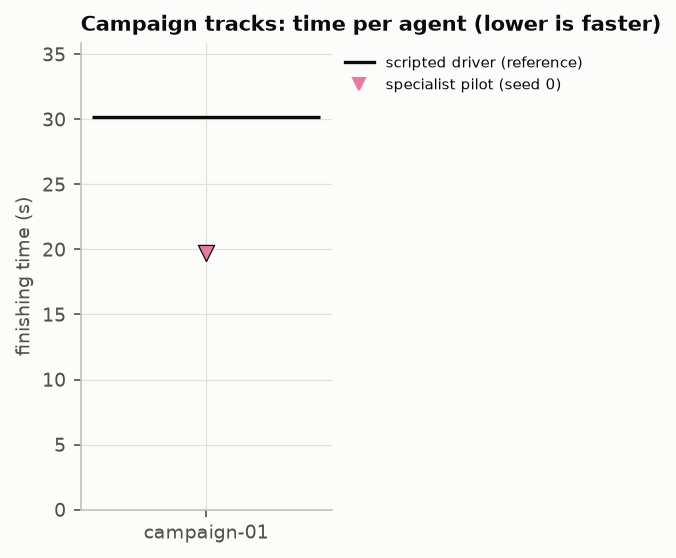 Campaign tracks: time per agent (lower is faster)
scripted driver (reference)
specialist pilot (seed 0)
finishing time (s)
35
30
25
20
15
10
5
0
campaign-01